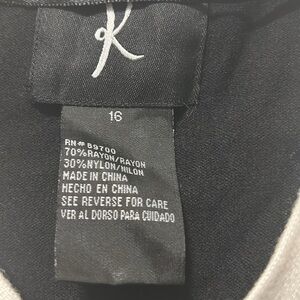 K
16
RN# 89700
70%RAYON/RAYON
30%NYLON/NILON
MADE IN CHINA
HECHO EN CHINA
SEE REVERSE FOR CARE
VER AL DORSO PARA CUIDADO